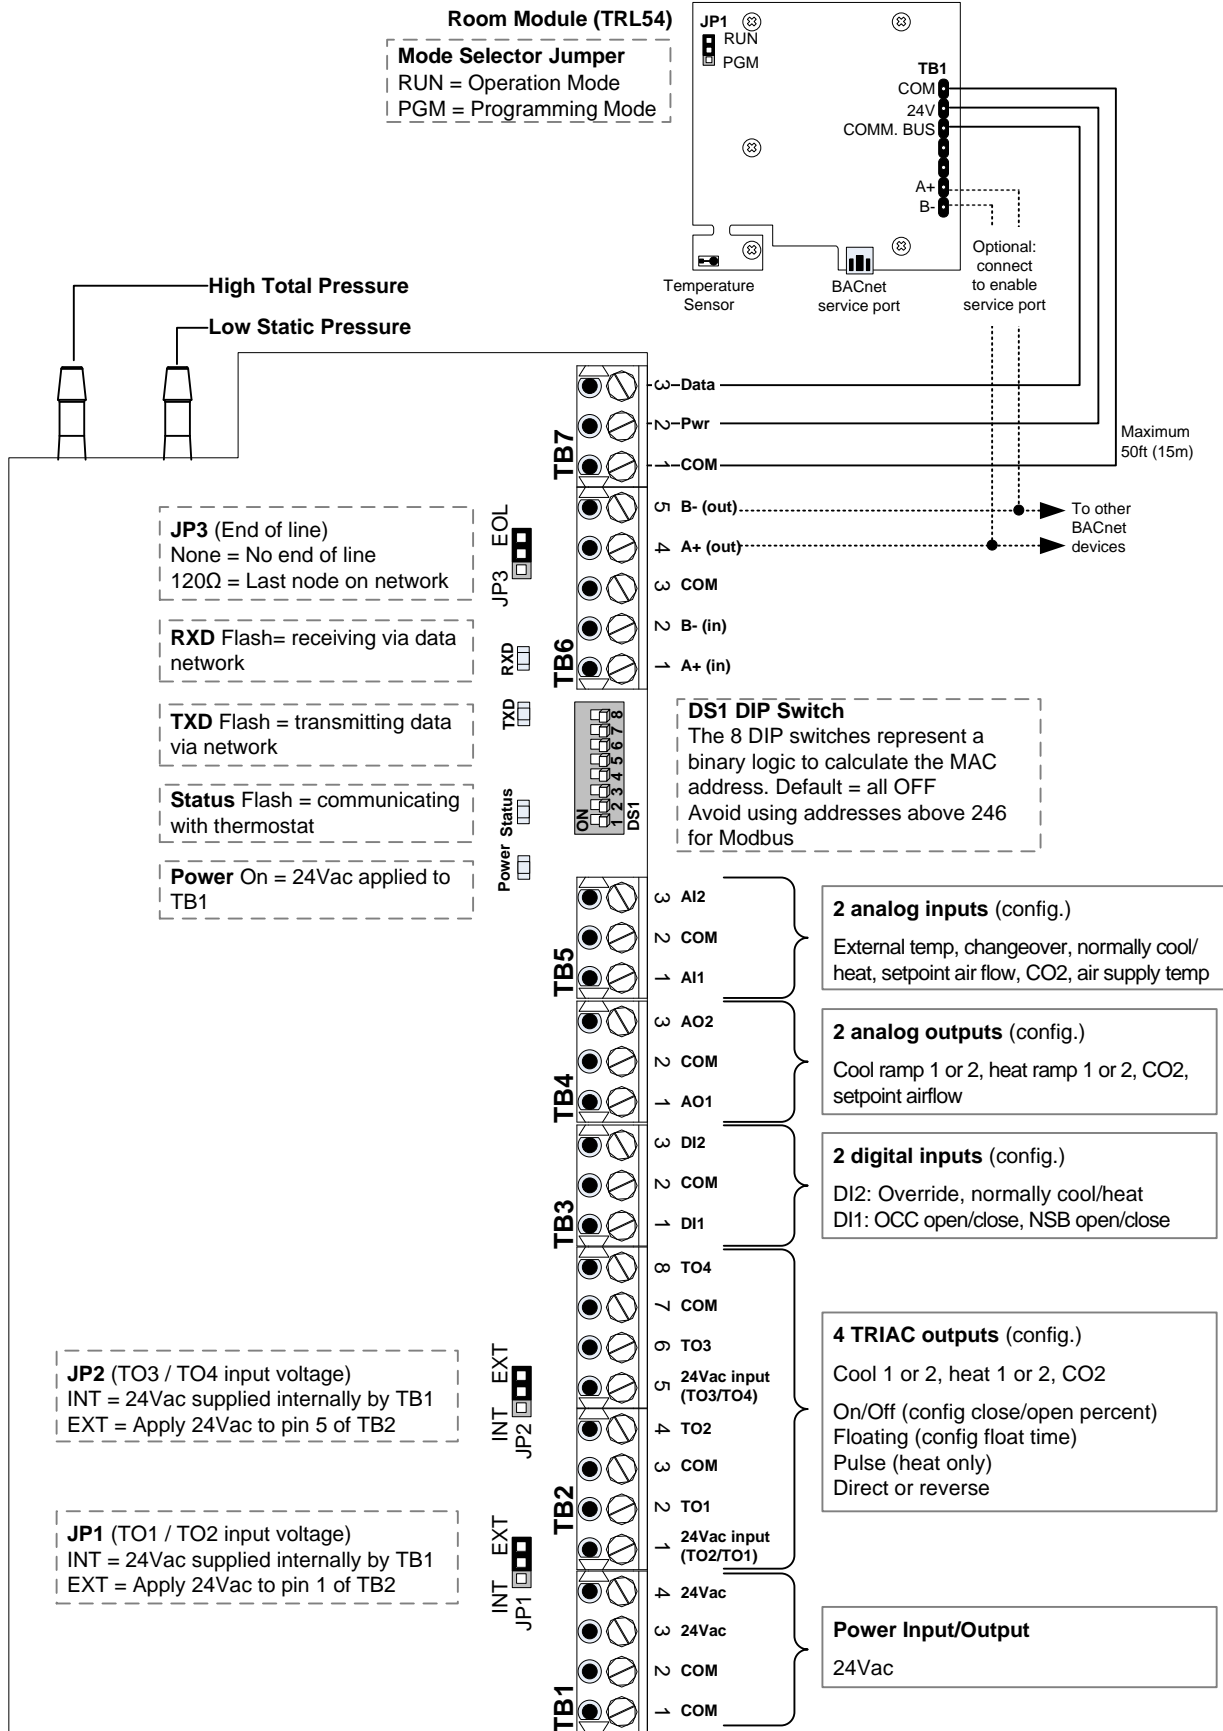 Room Module (TRL54)
Mode Selector Jumper
RUN = Operation Mode
PGM = Programming Mode
JP1
RUN
PGM
TB1
COM
24V
COMM. BUS
A+
B-
Optional:
connect
to enable
service port
Temperature
Sensor
BACnet
service port
High Total Pressure
Low Static Pressure
TB7
3 Data
2 Pwr
1 COM
Maximum
50ft (15m)
JP3 (End of line)
None = No end of line
120Ω = Last node on network
JP3 EOL
TB6
5 B- (out)
4 A+ (out)
3 COM
2 B- (in)
1 A+ (in)
To other
BACnet
devices
RXD Flash= receiving via data
network
RXD
TXD Flash = transmitting data
via network
TXD
Status Flash = communicating
with thermostat
Status
Power On = 24Vac applied to
TB1
Power
ON
1 2 3 4 5 6 7 8
DS1
DS1 DIP Switch
The 8 DIP switches represent a
binary logic to calculate the MAC
address. Default = all OFF
Avoid using addresses above 246
for Modbus
TB5
3 AI2
2 COM
1 AI1
2 analog inputs (config.)
External temp, changeover, normally cool/
heat, setpoint air flow, CO2, air supply temp
TB4
3 AO2
2 COM
1 AO1
2 analog outputs (config.)
Cool ramp 1 or 2, heat ramp 1 or 2, CO2,
setpoint airflow
TB3
3 DI2
2 COM
1 DI1
2 digital inputs (config.)
DI2: Override, normally cool/heat
DI1: OCC open/close, NSB open/close
TB2
8 TO4
7 COM
6 TO3
5 24Vac input
(TO3/TO4)
4 TO2
3 COM
2 TO1
1 24Vac input
(TO2/TO1)
4 TRIAC outputs (config.)
Cool 1 or 2, heat 1 or 2, CO2
On/Off (config close/open percent)
Floating (config float time)
Pulse (heat only)
Direct or reverse
JP2 (TO3 / TO4 input voltage)
INT = 24Vac supplied internally by TB1
EXT = Apply 24Vac to pin 5 of TB2
INT EXT
JP2
JP1 (TO1 / TO2 input voltage)
INT = 24Vac supplied internally by TB1
EXT = Apply 24Vac to pin 1 of TB2
INT EXT
JP1
TB1
4 24Vac
3 24Vac
2 COM
1 COM
Power Input/Output
24Vac